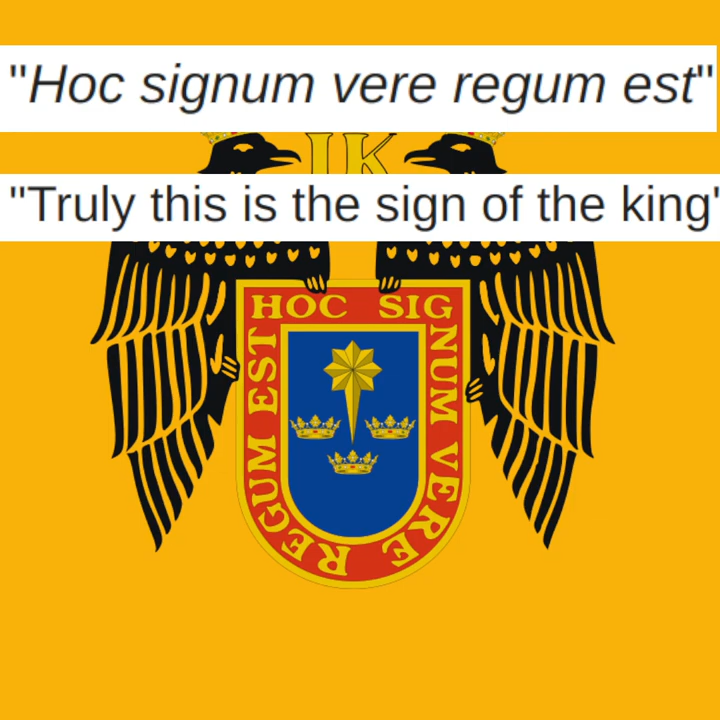 "Hoc signum vere regum est"
I K
"Truly this is the sign of the king"
HOC SIGNUM VERE REGUM EST